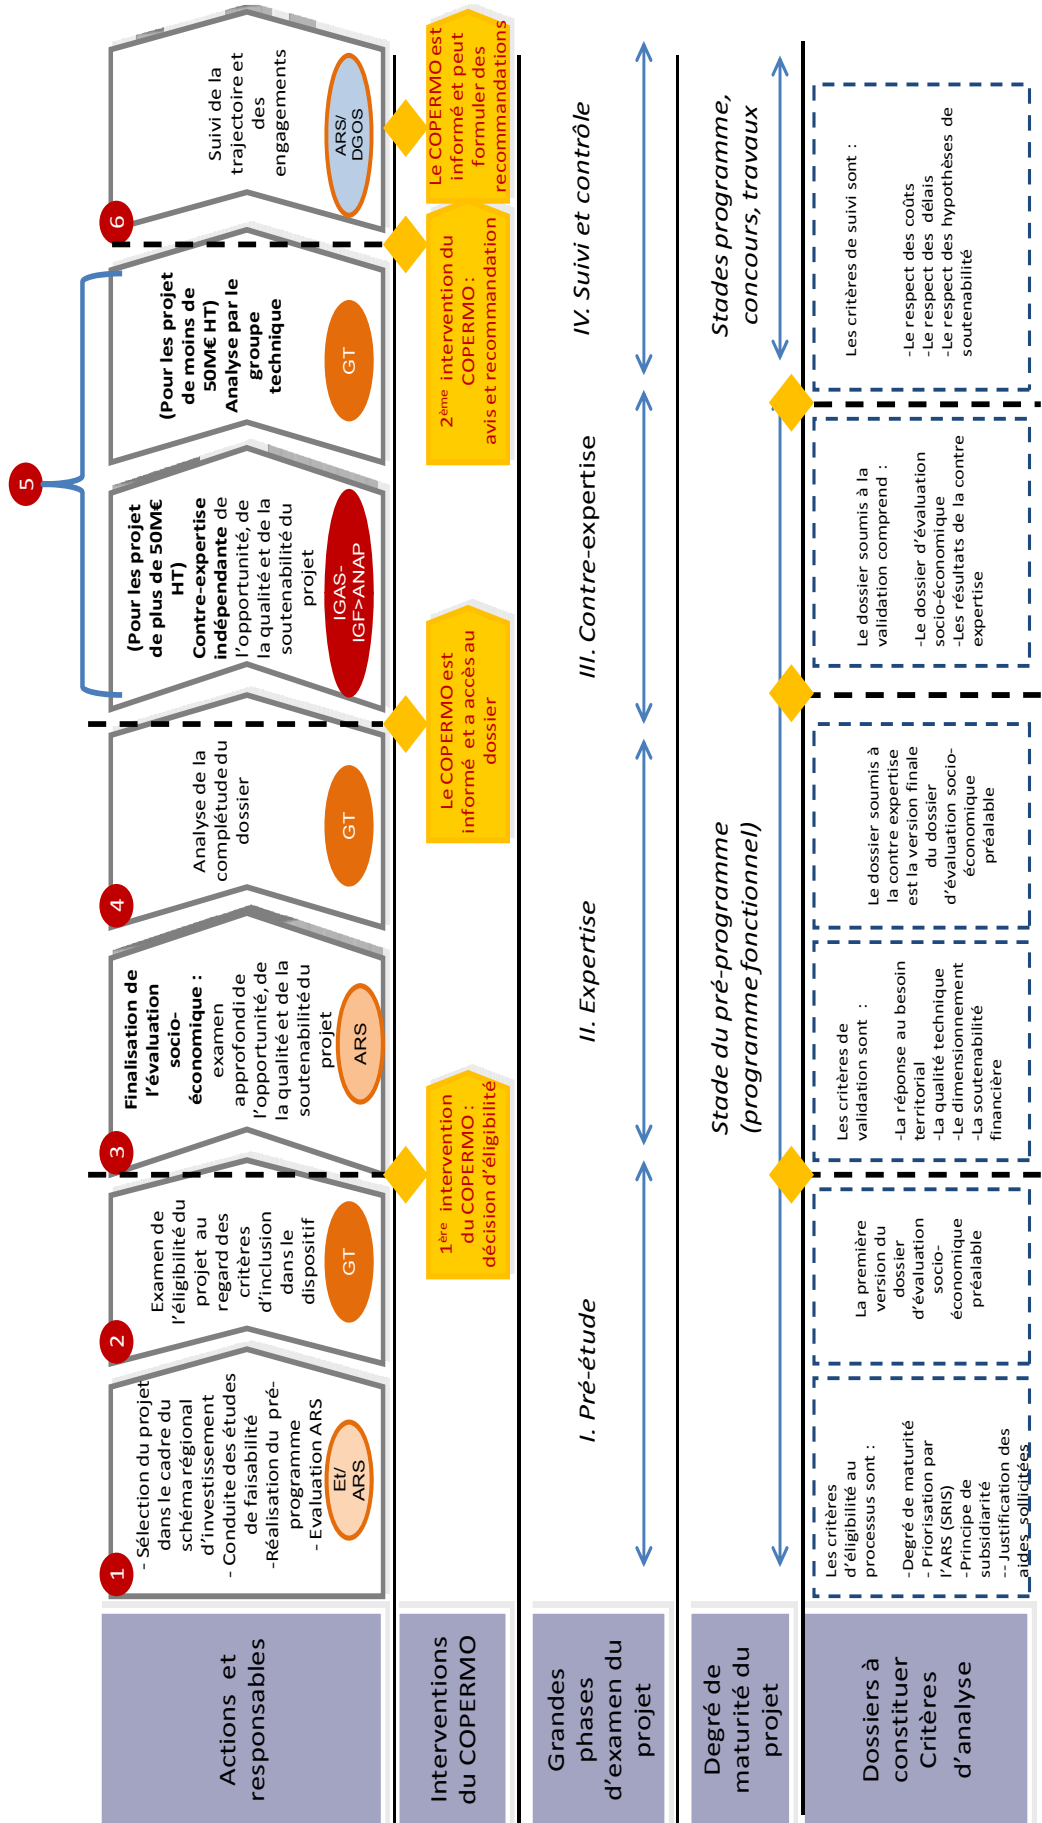 Actions et
responsables
1
- Sélection du projet
dans le cadre du
schéma régional
d'investissement
- Conduite des études
de faisabilité
-Réalisation du pré-
programme
- Evaluation ARS
Et/
ARS
2
Examen de
l'éligibilité du
projet au
regard des
critères
d'inclusion
dans le
dispositif
GT
3
Finalisation de
l'évaluation
socio-
économique :
examen
approfondi de
l'opportunité, de
la qualité et de la
soutenabilité du
projet
ARS
4
Analyse de la
complétude du
dossier
GT
5
(Pour les projet
de plus de 50M€
HT)
Contre-expertise
indépendante de
l'opportunité, de
la qualité et de la
soutenabilité du
projet
IGAS-
IGF>ANAP
(Pour les projet
de moins de
50M€ HT)
Analyse par le
groupe
technique
GT
6
Suivi de la
trajectoire et
des
engagements
ARS/
DGOS
Interventions
du COPERMO
1ère intervention
du COPERMO :
décision d'éligibilité
Le COPERMO est
informé et a accès au
dossier
2ème intervention du
COPERMO :
avis et recommandation
Le COPERMO est
informé et peut
formuler des
recommandations
Grandes
phases
d'examen du
projet
I. Pré-étude
II. Expertise
III. Contre-expertise
IV. Suivi et contrôle
Degré de
maturité du
projet
Stade du pré-programme
(programme fonctionnel)
Stades programme,
concours, travaux
Dossiers à
constituer
Critères
d'analyse
Les critères
d'éligibilité au
processus sont :
-Degré de maturité
- Priorisation par
l'ARS (SRIS)
-Principe de
subsidiarité
-- Justification des
aides sollicitées
La première
version du
dossier
d'évaluation
socio-
économique
préalable
Les critères de
validation sont :
-La réponse au besoin
territorial
-La qualité technique
-Le dimensionnement
-La soutenabilité
financière
Le dossier soumis à
la contre expertise
est la version finale
du dossier
d'évaluation socio-
économique
préalable
Le dossier soumis à la
validation comprend :
-Le dossier d'évaluation
socio-économique
-Les résultats de la contre
expertise
Les critères de suivi sont :
-Le respect des coûts
-Le respect des délais
-Le respect des hypothèses de
soutenabilité